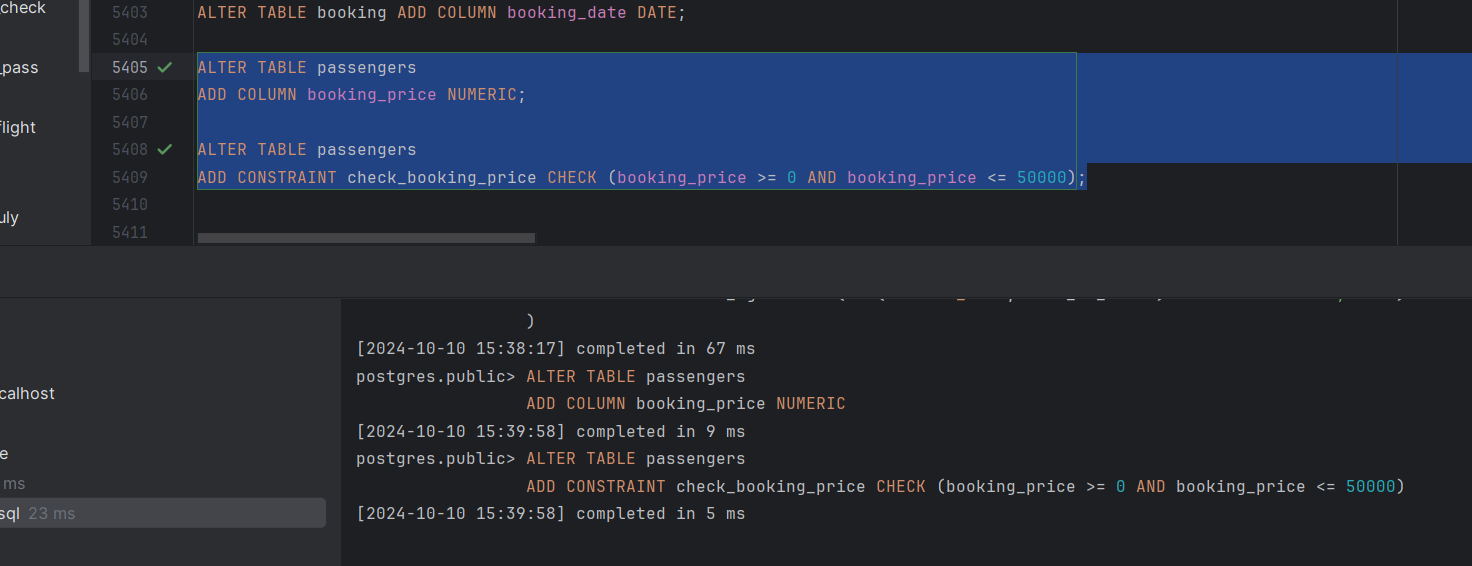 check
_pass
flight
uly
5403 ALTER TABLE booking ADD COLUMN booking_date DATE;
5404
5405 ALTER TABLE passengers
5406 ADD COLUMN booking_price NUMERIC;
5407
5408 ALTER TABLE passengers
5409 ADD CONSTRAINT check_booking_price CHECK (booking_price >= 0 AND booking_price <= 50000);
5410
5411
calhost
e
ms
sql 23 ms
)
[2024-10-10 15:38:17] completed in 67 ms
postgres.public> ALTER TABLE passengers
ADD COLUMN booking_price NUMERIC
[2024-10-10 15:39:58] completed in 9 ms
postgres.public> ALTER TABLE passengers
ADD CONSTRAINT check_booking_price CHECK (booking_price >= 0 AND booking_price <= 50000)
[2024-10-10 15:39:58] completed in 5 ms